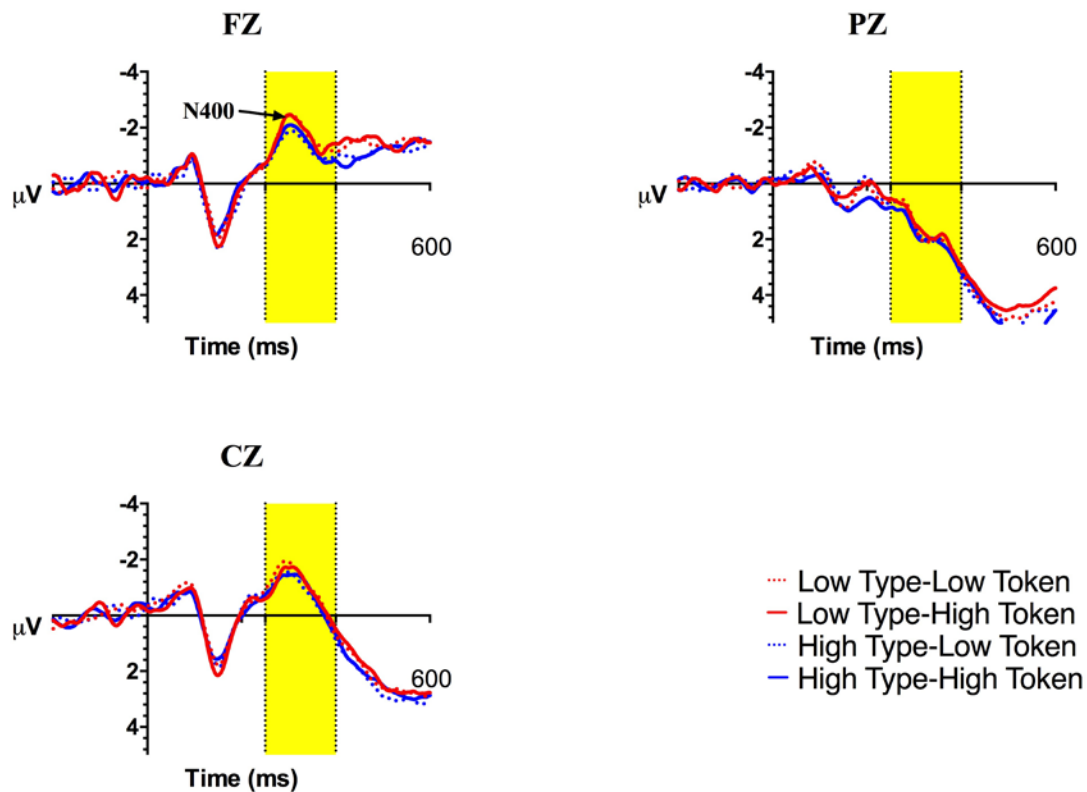 FZ
-4
-2
N400
μV
2
4
600
Time (ms)
PZ
-4
-2
μV
2
4
600
Time (ms)
CZ
-4
-2
μV
2
4
600
Time (ms)
Low Type-Low Token
Low Type-High Token
High Type-Low Token
High Type-High Token